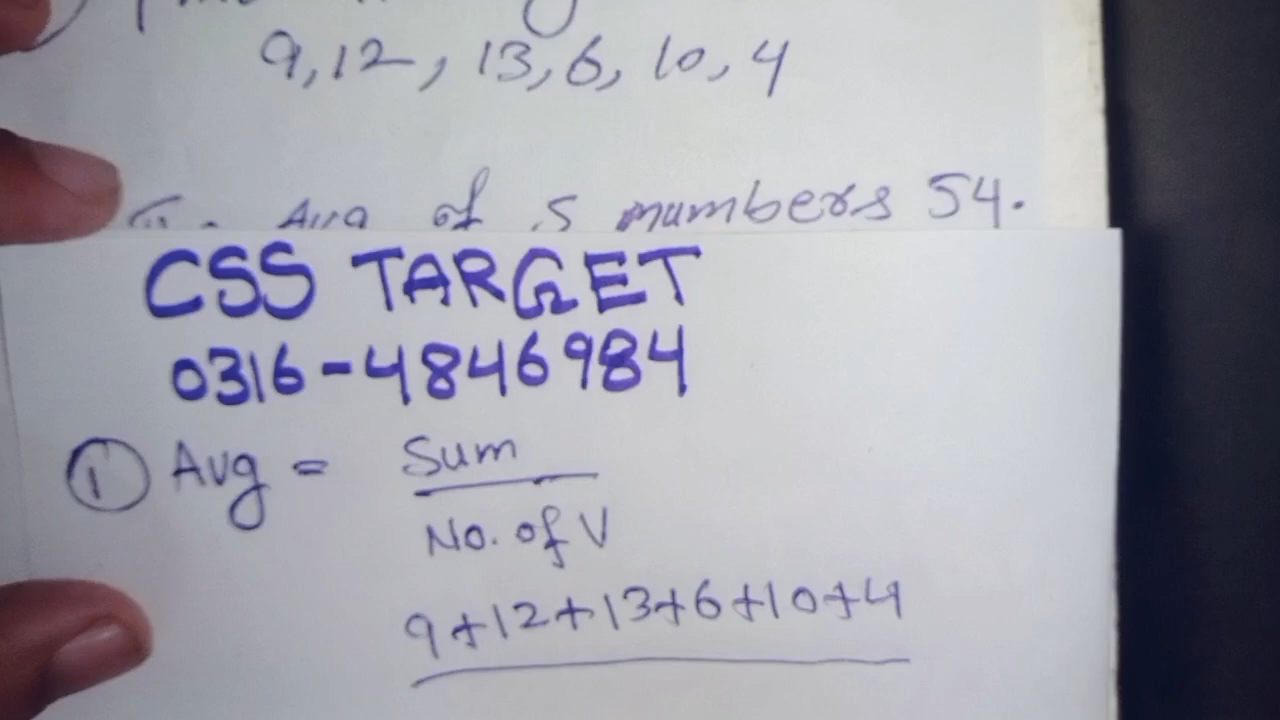 9, 12, 13, 6, 10, 4
Avg of 5 numbers 54.
CSS TARGET
0316-4846984
① Avg = Sum
No. of V
9+12+13+6+10+4